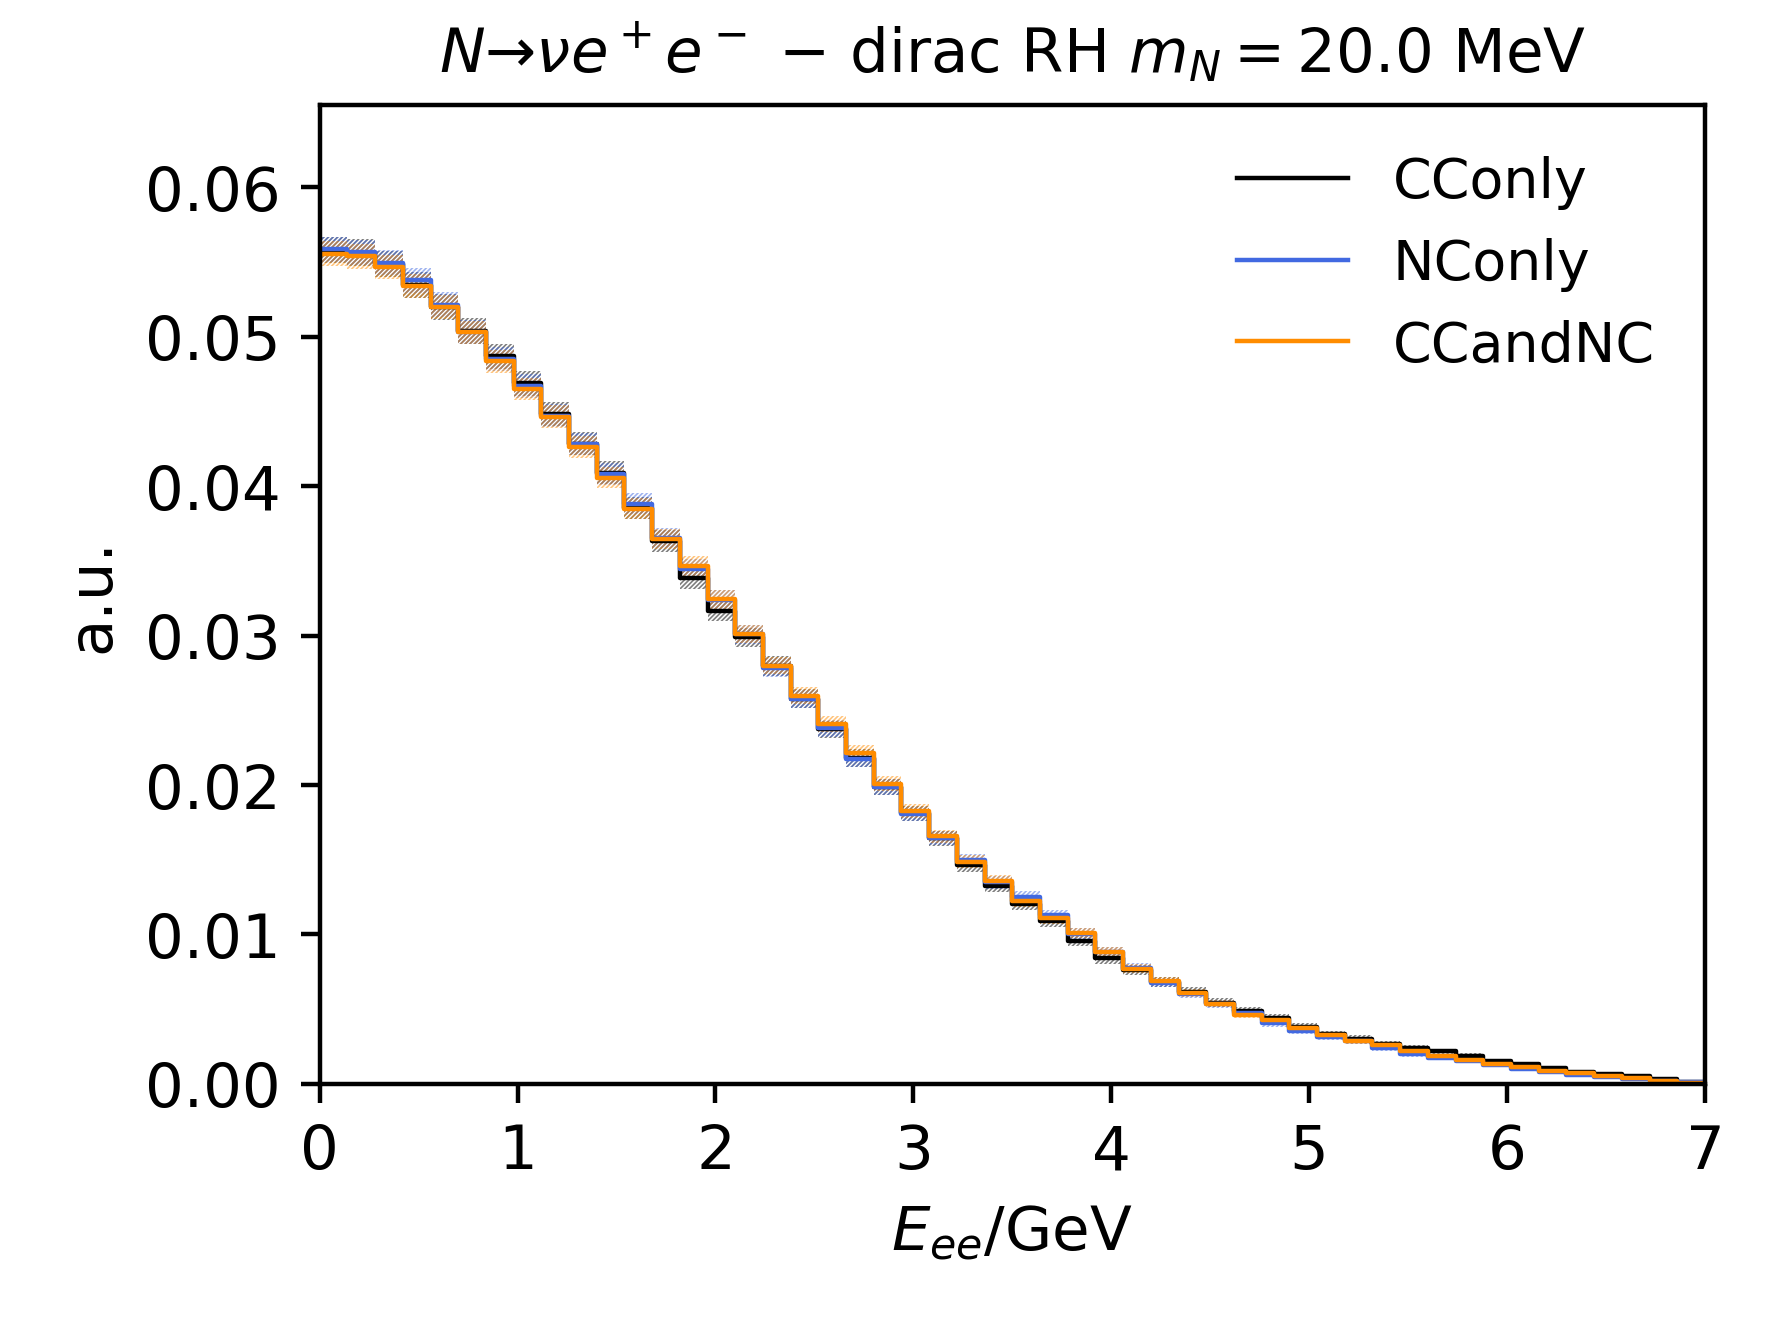 N→νe⁺e⁻ − dirac RH m_N = 20.0 MeV
CConly
NConly
CCandNC
0.06
0.05
0.04
0.03
0.02
0.01
0.00
a.u.
0 1 2 3 4 5 6 7
E_ee/GeV